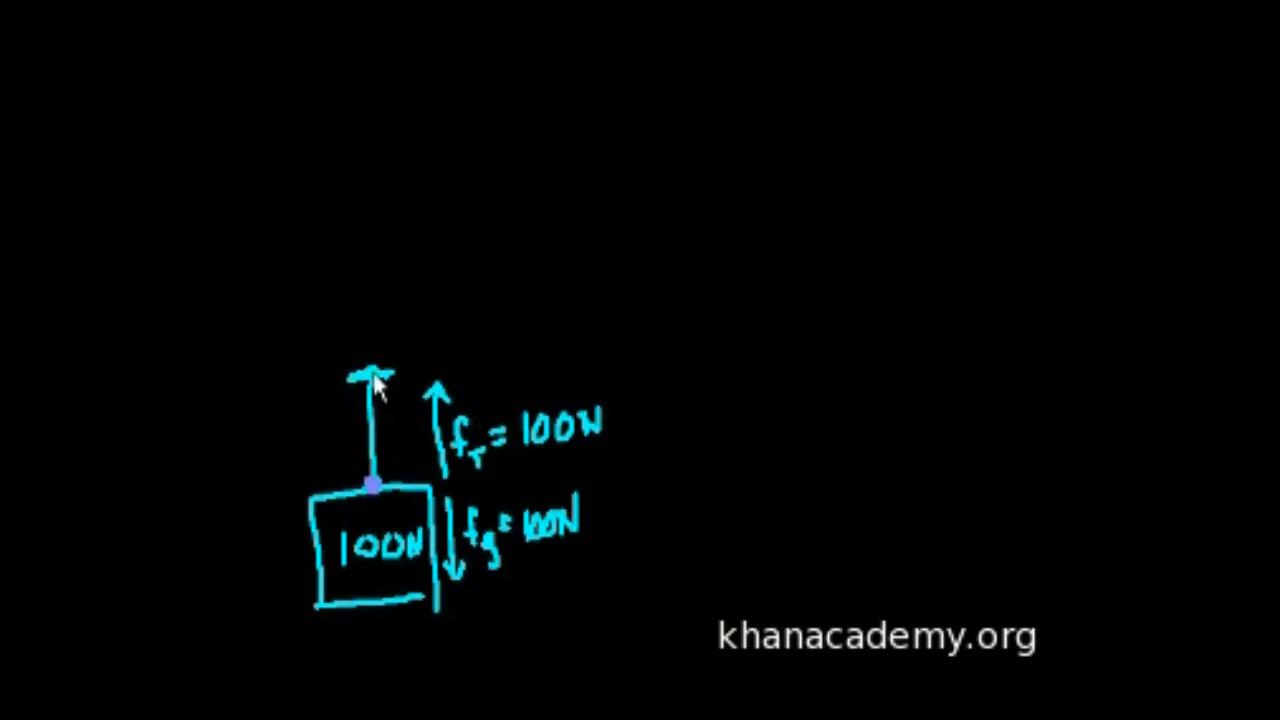 f_T = 100N
f_g = 100N
100N
khanacademy.org